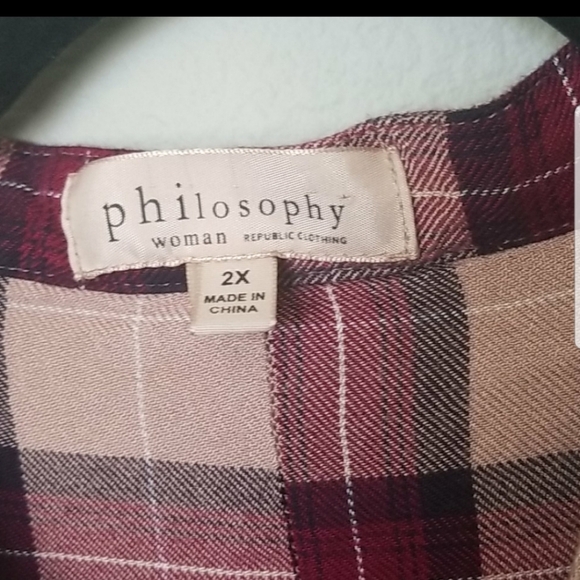 philosophy
woman REPUBLIC CLOTHING
2X
MADE IN
CHINA